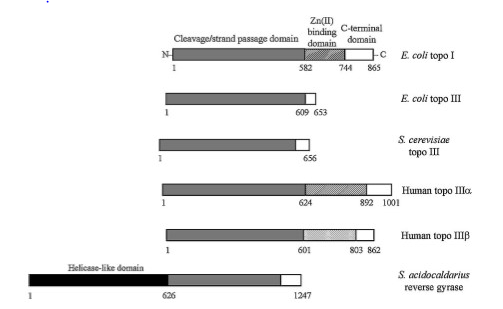 Zn(II)
binding
domain
C-terminal
domain
Cleavage/strand passage domain
N C
E. coli topo I
1 582 744 865
E. coli topo III
1 609 653
S. cerevisiae
topo III
1 656
Human topo IIIα
1 624 892 1001
Human topo IIIβ
1 601 803 862
Helicase-like domain
S. acidocaldarius
reverse gyrase
1 626 1247